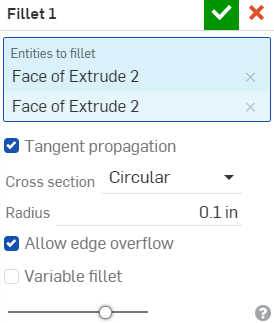 Fillet 1
Entities to fillet
Face of Extrude 2
Face of Extrude 2
Tangent propagation
Cross section Circular
Radius 0.1 in
Allow edge overflow
Variable fillet
?